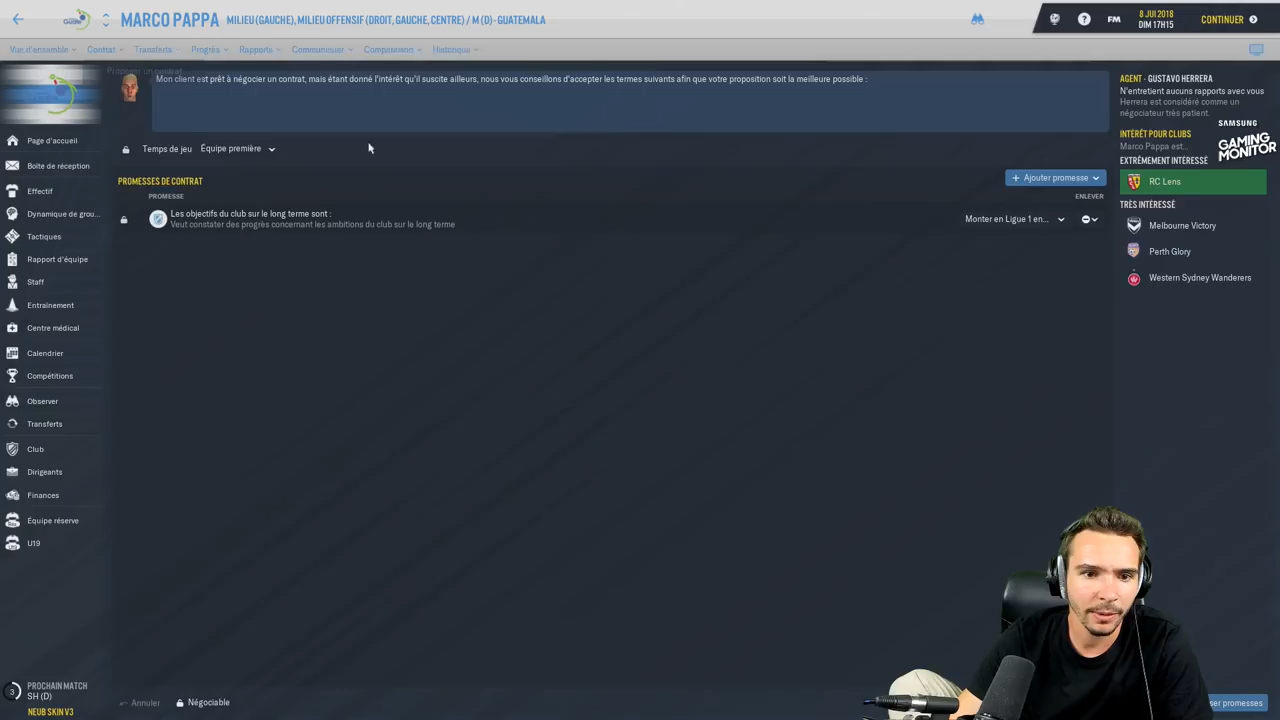 MARCO PAPPA MILIEU (GAUCHE), MILIEU OFFENSIF (DROIT, GAUCHE, CENTRE) / M (D) - GUATEMALA
8 JUI 2018
DIM 17H15
CONTINUER
FM
Vue d'ensemble Contrat Transferts Progrès Rapports Communiquer Comparaison Historique
Proposer un contrat
Mon client est prêt à négocier un contrat, mais étant donné l'intérêt qu'il suscite ailleurs, nous vous conseillons d'accepter les termes suivants afin que votre proposition soit la meilleure possible :
Temps de jeu Équipe première
PROMESSES DE CONTRAT
Ajouter promesse
PROMESSE ENLEVER
Les objectifs du club sur le long terme sont :
Veut constater des progrès concernant les ambitions du club sur le long terme
Monter en Ligue 1 en...
AGENT - GUSTAVO HERRERA
N'entretient aucuns rapports avec vous
Herrera est considéré comme un
négociateur très patient.
SAMSUNG
GAMING
MONITOR
INTÉRÊT POUR CLUBS
Marco Pappa est...
EXTRÊMEMENT INTÉRESSÉ
RC Lens
TRÈS INTÉRESSÉ
Melbourne Victory
Perth Glory
Western Sydney Wanderers
Page d'accueil
Boîte de réception
Effectif
Dynamique de grou...
Tactiques
Rapport d'équipe
Staff
Entraînement
Centre médical
Calendrier
Compétitions
Observer
Transferts
Club
Dirigeants
Finances
Équipe réserve
U19
3
PROCHAIN MATCH
SH (D)
NEUB SKIN V3
Annuler Négociable
ser promesses